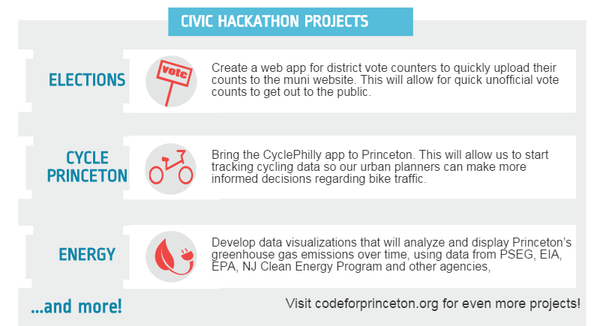 CIVIC HACKATHON PROJECTS
ELECTIONS
vote
Create a web app for district vote counters to quickly upload their
counts to the muni website. This will allow for quick unofficial vote
counts to get out to the public.
CYCLE
PRINCETON
Bring the CyclePhilly app to Princeton. This will allow us to start
tracking cycling data so our urban planners can make more
informed decisions regarding bike traffic.
ENERGY
Develop data visualizations that will analyze and display Princeton's
greenhouse gas emissions over time, using data from PSEG, EIA,
EPA, NJ Clean Energy Program and other agencies,
...and more!
Visit codeforprinceton.org for even more projects!